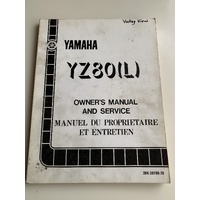 Valley View
YAMAHA
YZ80(L)
OWNER'S MANUAL
AND SERVICE
MANUEL DU PROPRIETAIRE
ET ENTRETIEN